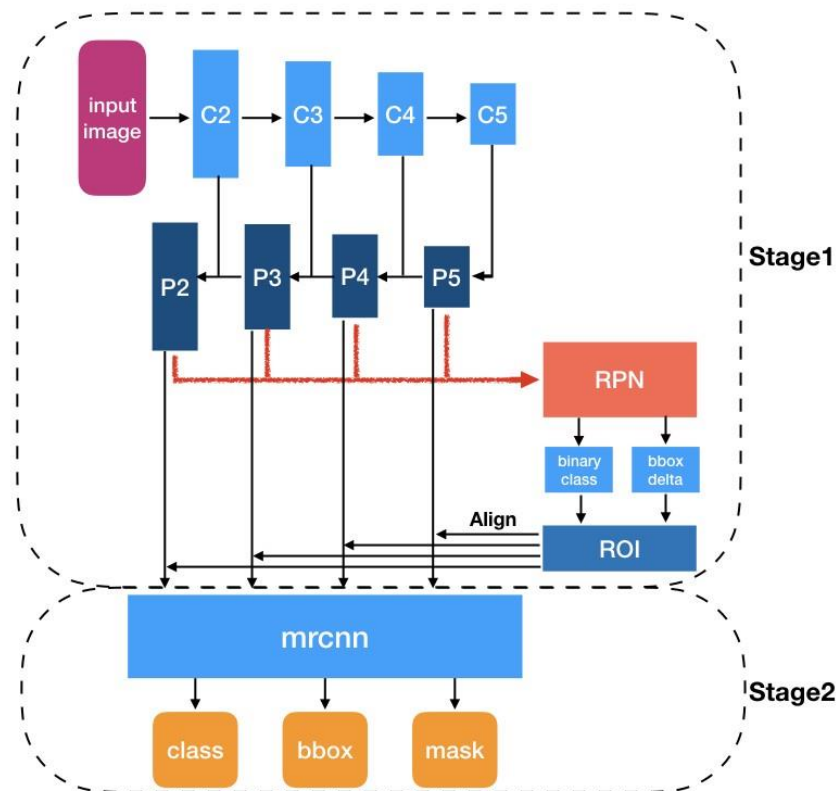 input
image
C2
C3
C4
C5
P2
P3
P4
P5
Stage1
RPN
binary
class
bbox
delta
Align
ROI
mrcnn
Stage2
class
bbox
mask